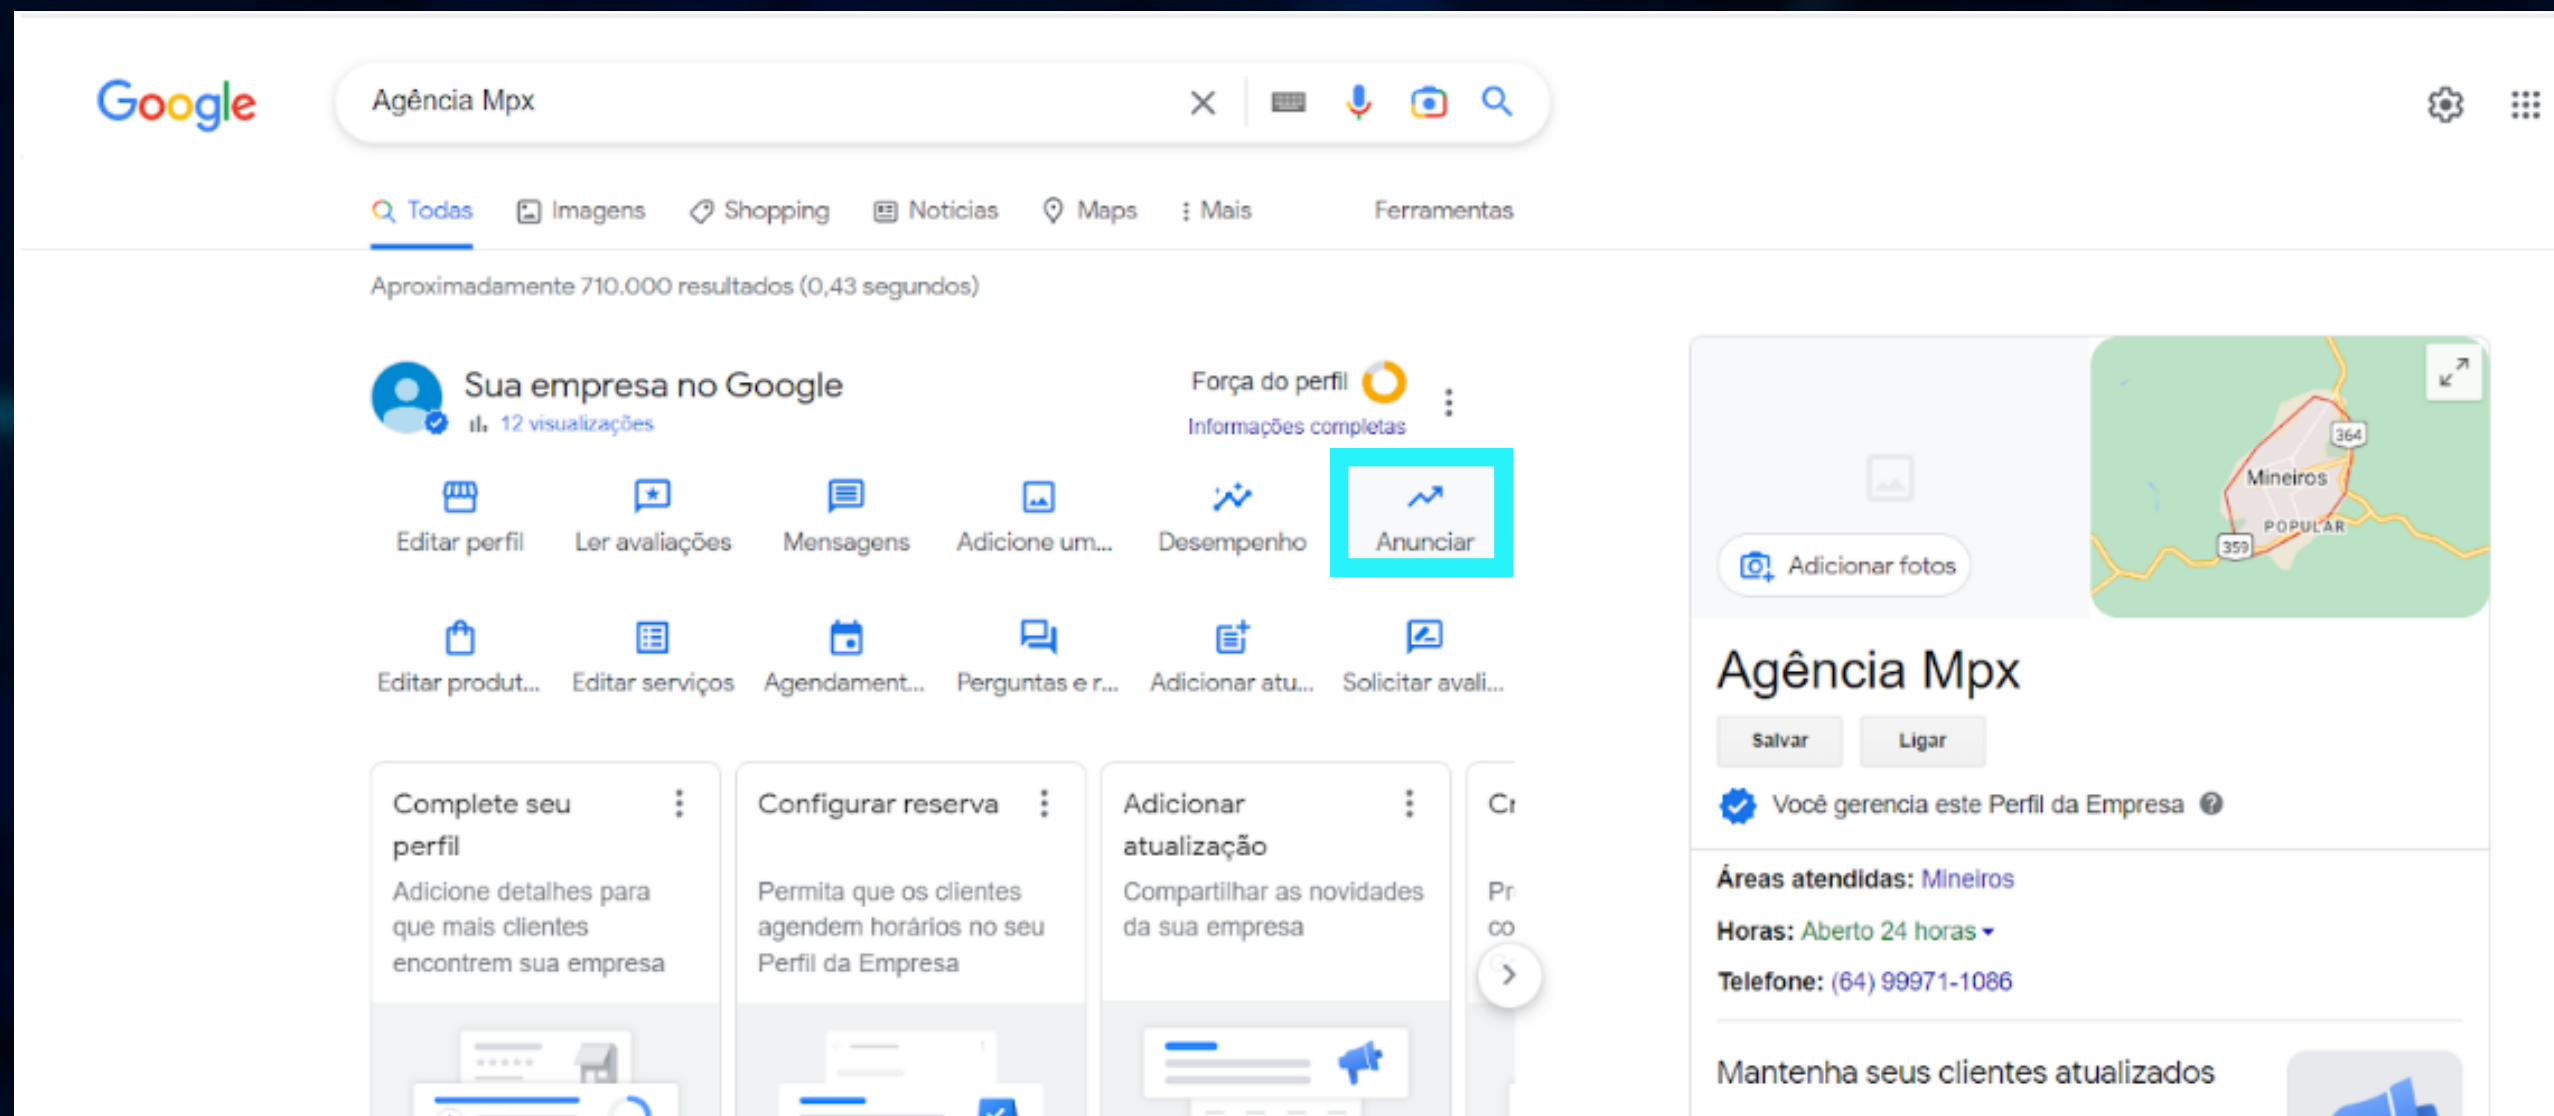 Google
Agência Mpx
Todas Imagens Shopping Notícias Maps Mais Ferramentas
Aproximadamente 710.000 resultados (0,43 segundos)
Sua empresa no Google
12 visualizações
Força do perfil
Informações completas
Editar perfil Ler avaliações Mensagens Adicione um... Desempenho Anunciar
Editar produt... Editar serviços Agendament... Perguntas e r... Adicionar atu... Solicitar avali...
Complete seu perfil
Adicione detalhes para
que mais clientes
encontrem sua empresa
Configurar reserva
Permita que os clientes
agendem horários no seu
Perfil da Empresa
Adicionar
atualização
Compartilhar as novidades
da sua empresa
Cr
Pr
co
364
Mineiros
POPULAR
359
Adicionar fotos
Agência Mpx
Salvar Ligar
Você gerencia este Perfil da Empresa
Áreas atendidas: Mineiros
Horas: Aberto 24 horas
Telefone: (64) 99971-1086
Mantenha seus clientes atualizados